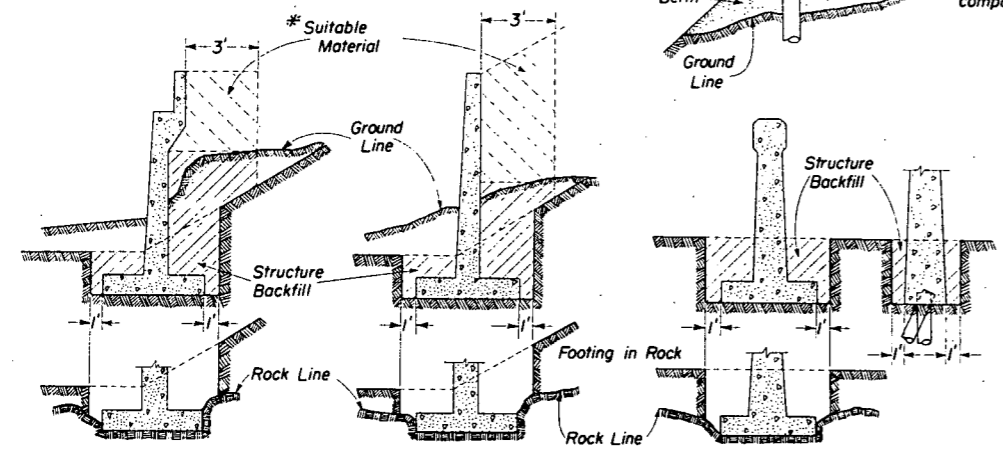 Berm
3'
* Suitable
Material
3'
Ground
Line
Ground
Line
Structure
Backfill
Structure
Backfill
1'
1'
1'
1'
1'
1'
1'
1'
Footing in Rock
Rock Line
Rock Line